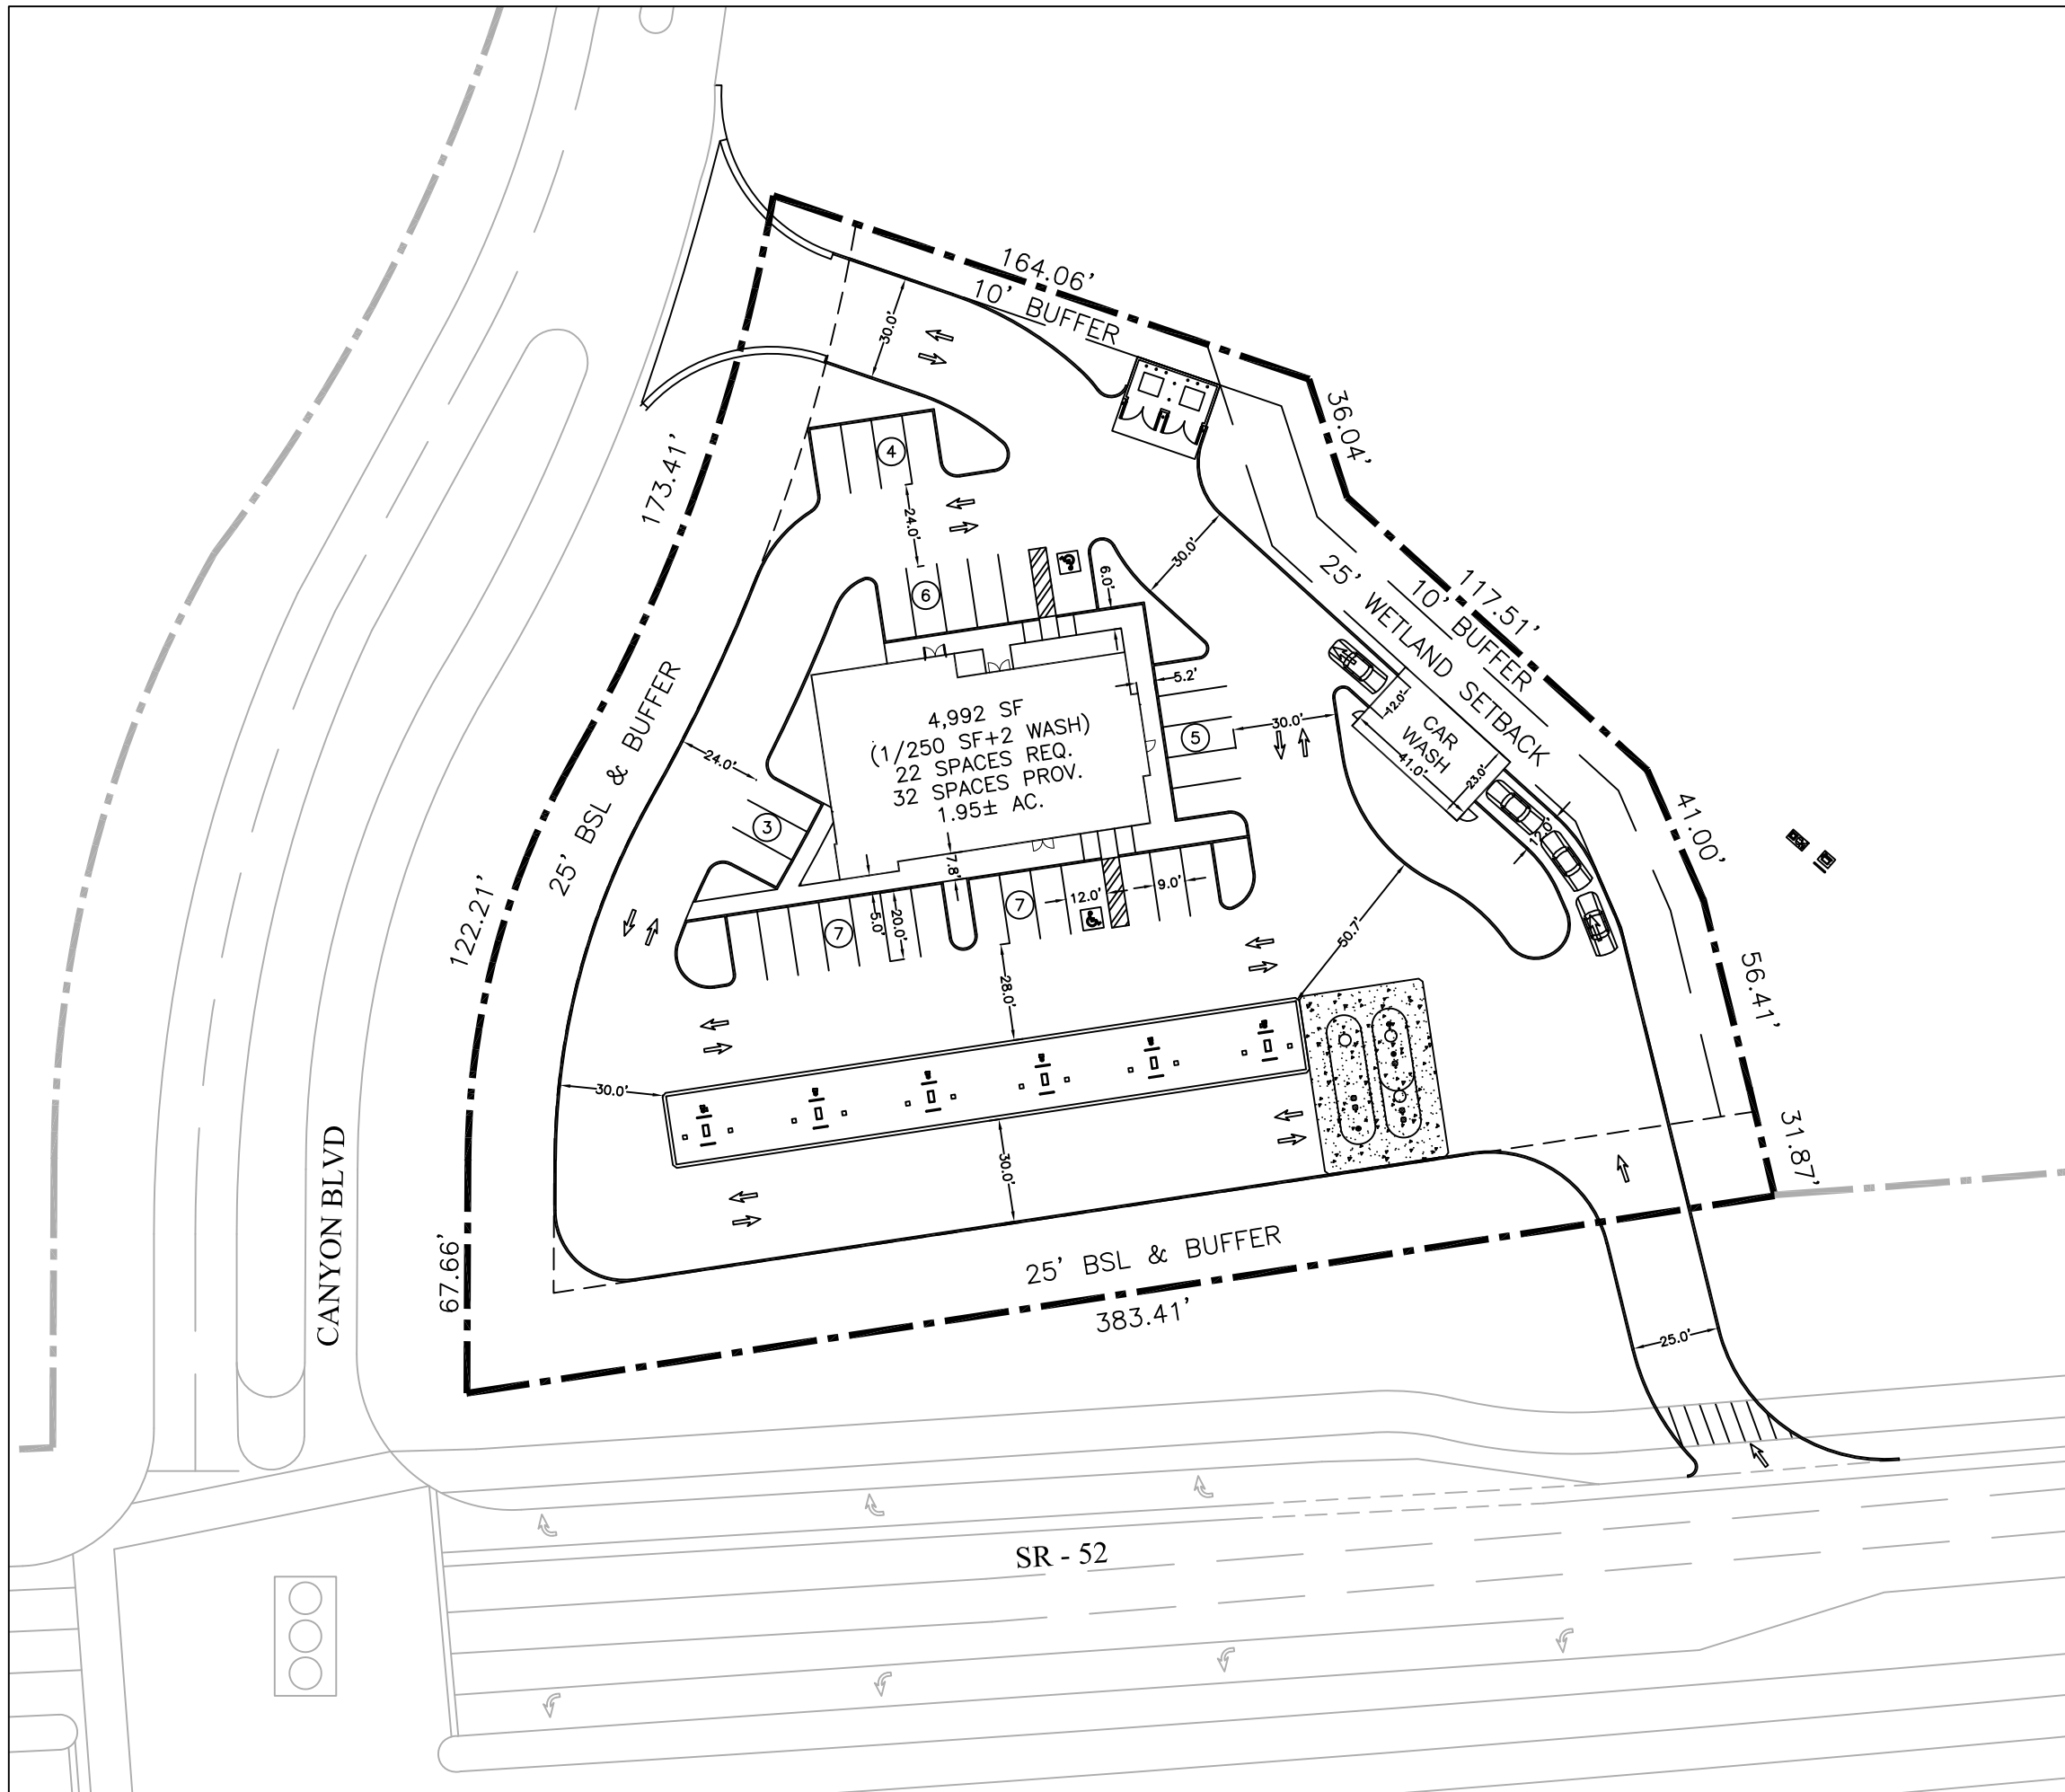 164.06'
10' BUFFER
30.0'
36.04'
173.41'
4
24.0'
30.0'
6
6.0'
25' WETLAND SETBACK
10' BUFFER
117.51'
25' BSL & BUFFER
5.2'
4,992 SF
(1/250 SF+2 WASH)
22 SPACES REQ.
32 SPACES PROV.
1.95± AC.
5
30.0'
12.0'
CAR
WASH
41.0'
23.0'
12.0'
24.0'
3
41.00'
7.8'
122.21'
7
5.0'
20.0'
7
12.0'
9.0'
50.7'
28.0'
56.41'
30.0'
30.0'
31.87'
CANYON BLVD
67.66'
25' BSL & BUFFER
383.41'
25.0'
SR - 52